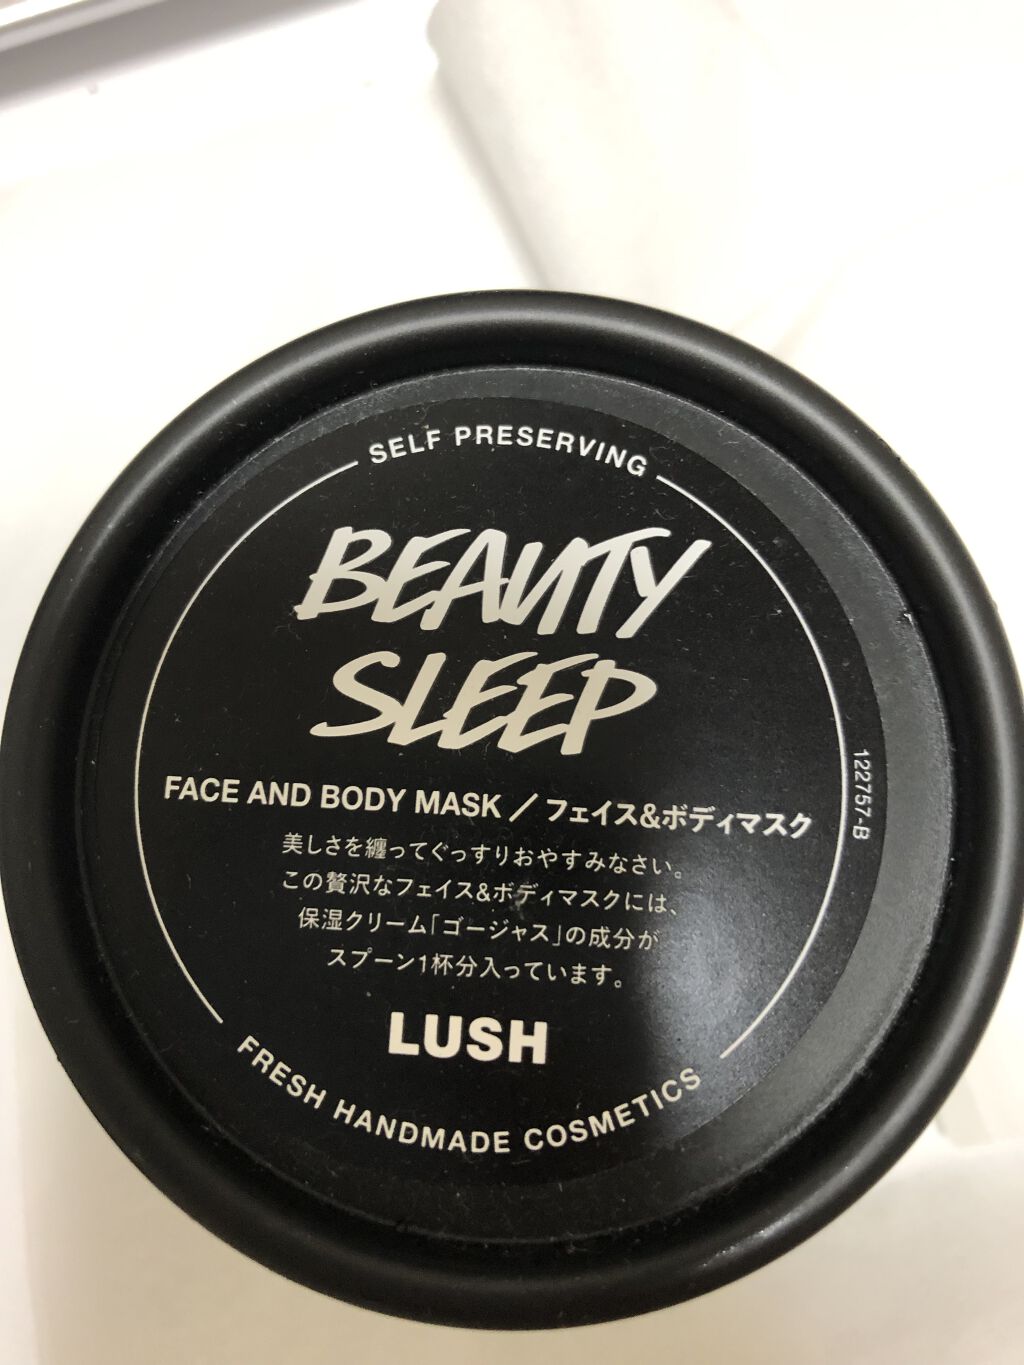 SELF PRESERVING
BEAUTY
SLEEP
FACE AND BODY MASK／フェイス&ボディマスク
美しさを纏ってぐっすりおやすみなさい。
この贅沢なフェイス&ボディマスクには、
保湿クリーム｢ゴージャス｣の成分が
スプーン1杯分入っています。
LUSH
FRESH HANDMADE COSMETICS
122757-B